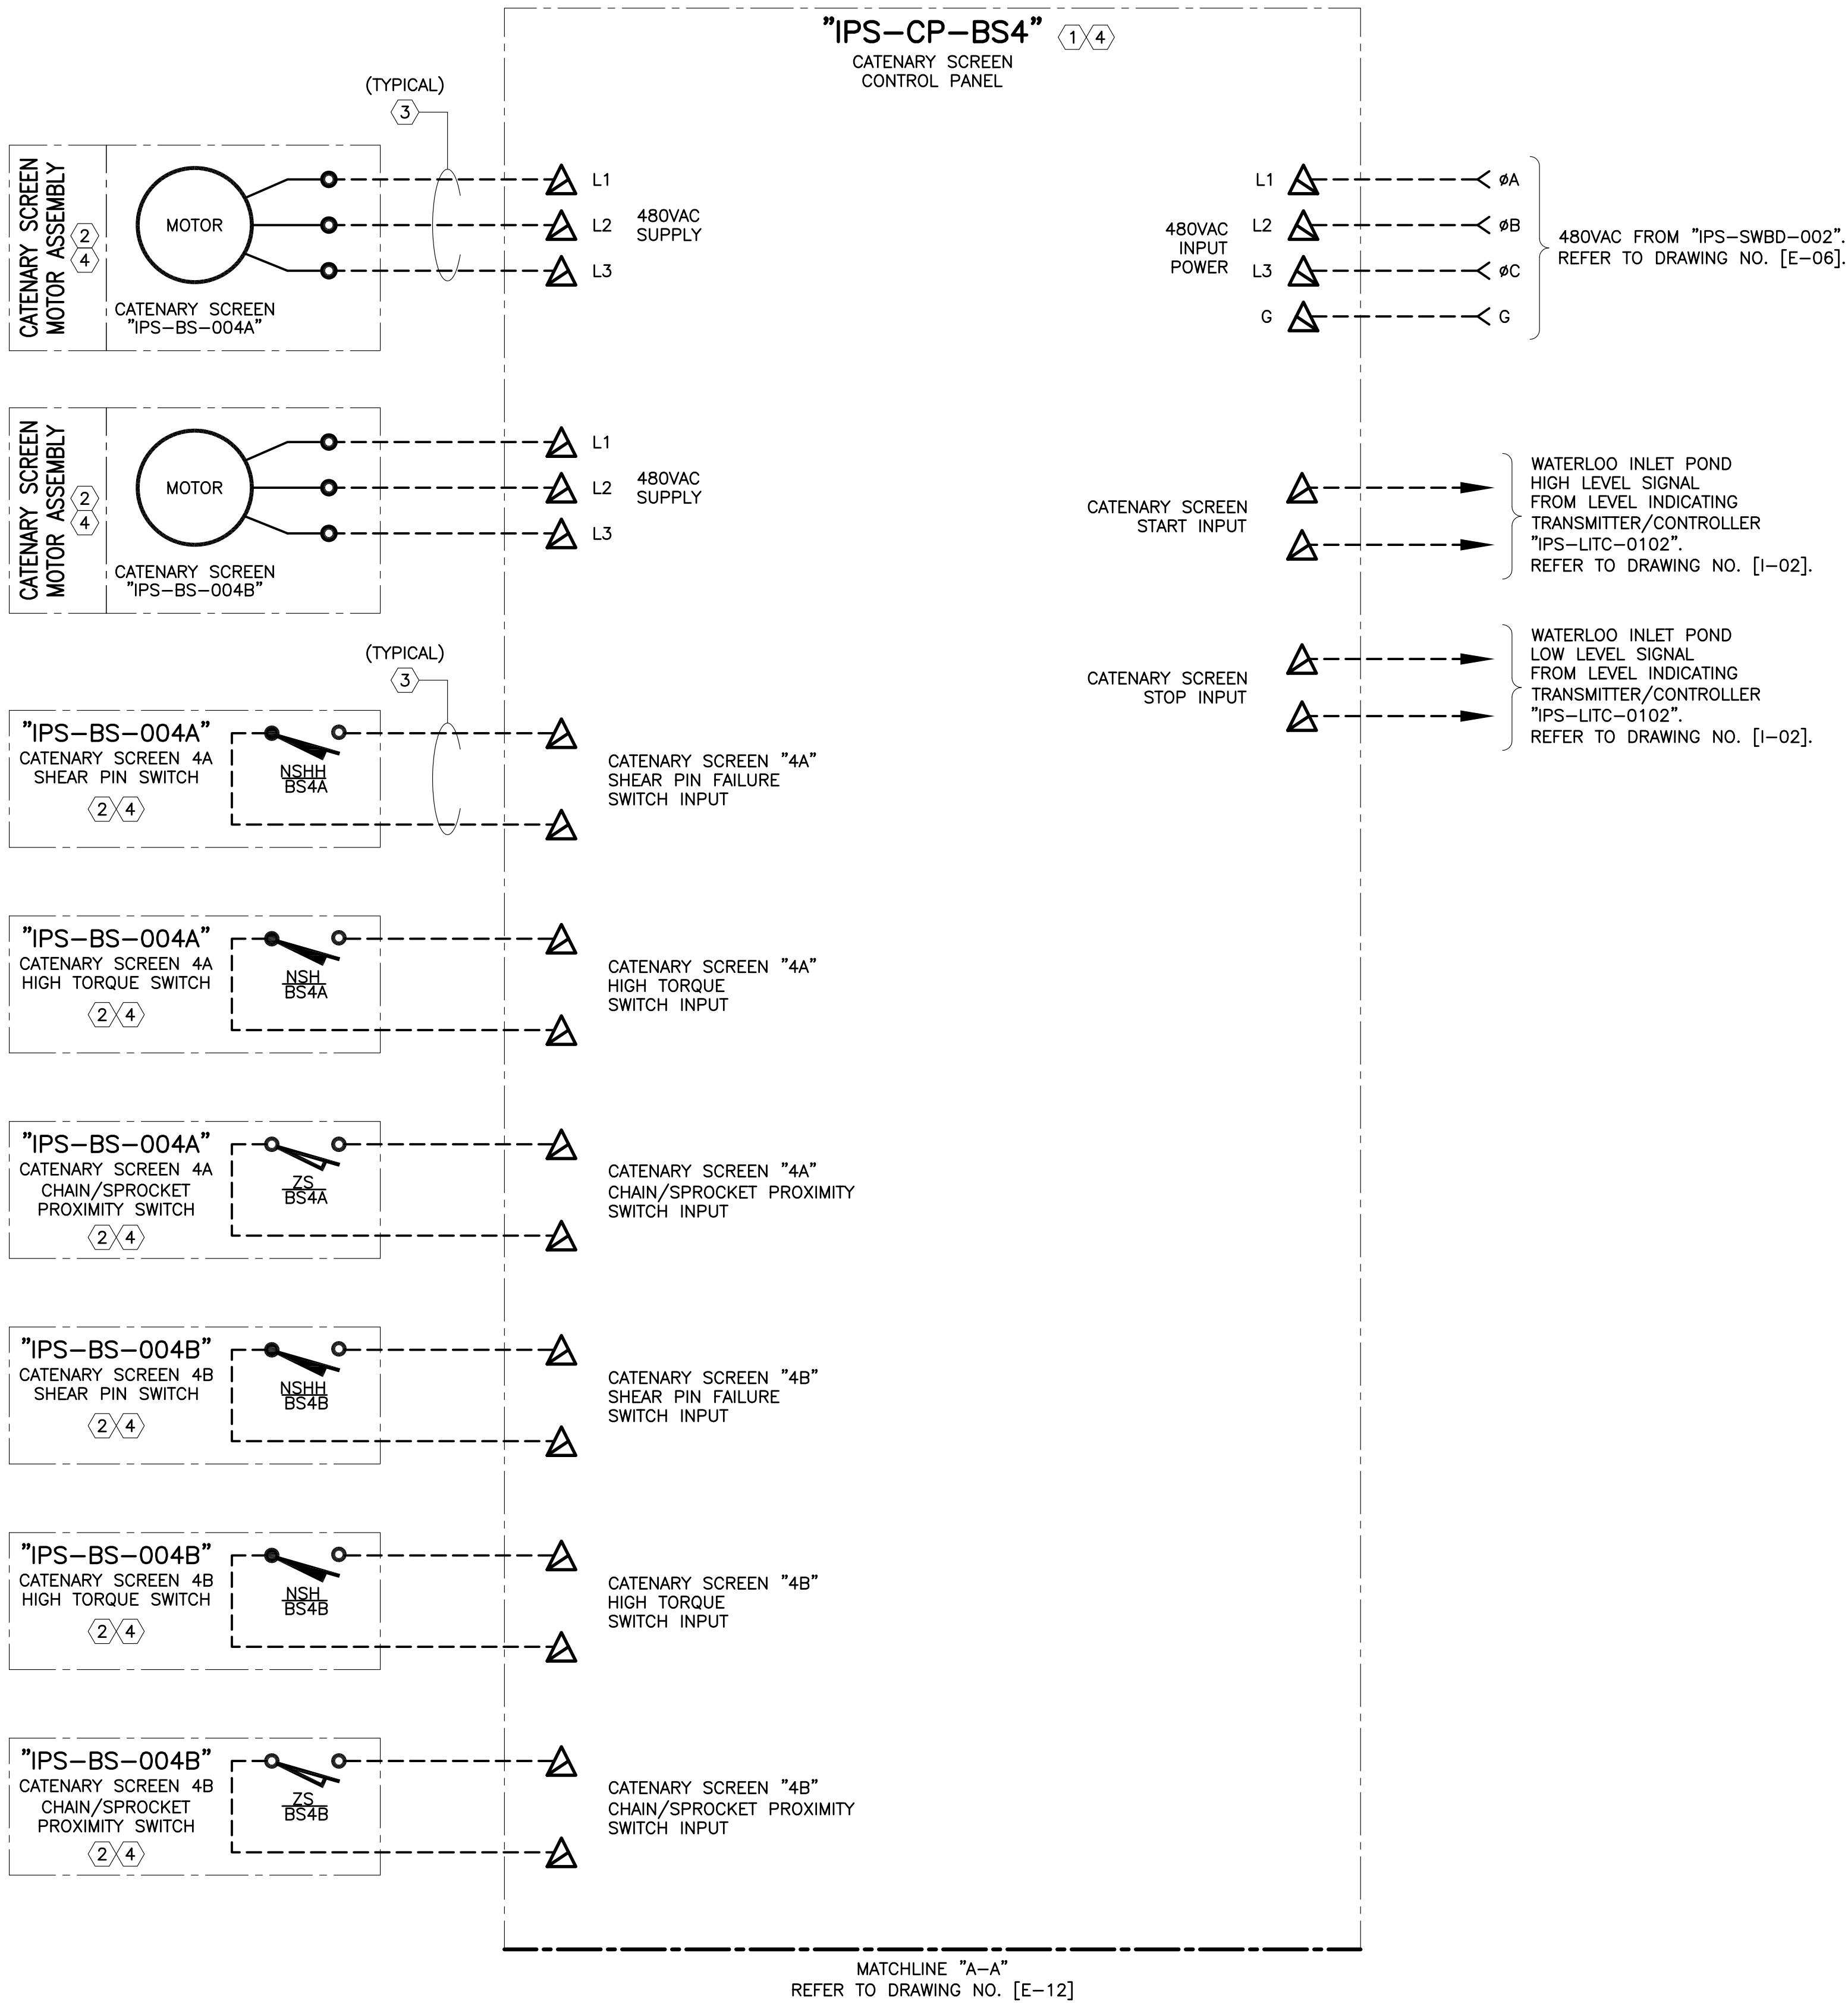 "IPS-CP-BS4" 1 4
CATENARY SCREEN
CONTROL PANEL
(TYPICAL)
3
CATENARY SCREEN
MOTOR ASSEMBLY
2
4
MOTOR
CATENARY SCREEN
"IPS-BS-004A"
L1
L2
L3
480VAC
SUPPLY
480VAC
INPUT
POWER
L1
L2
L3
G
øA
øB
øC
G
480VAC FROM "IPS-SWBD-002".
REFER TO DRAWING NO. [E-06].
CATENARY SCREEN
MOTOR ASSEMBLY
2
4
MOTOR
CATENARY SCREEN
"IPS-BS-004B"
L1
L2
L3
480VAC
SUPPLY
CATENARY SCREEN
START INPUT
WATERLOO INLET POND
HIGH LEVEL SIGNAL
FROM LEVEL INDICATING
TRANSMITTER/CONTROLLER
"IPS-LITC-0102".
REFER TO DRAWING NO. [I-02].
CATENARY SCREEN
STOP INPUT
WATERLOO INLET POND
LOW LEVEL SIGNAL
FROM LEVEL INDICATING
TRANSMITTER/CONTROLLER
"IPS-LITC-0102".
REFER TO DRAWING NO. [I-02].
(TYPICAL)
3
"IPS-BS-004A"
CATENARY SCREEN 4A
SHEAR PIN SWITCH
2 4
NSHH
BS4A
CATENARY SCREEN "4A"
SHEAR PIN FAILURE
SWITCH INPUT
"IPS-BS-004A"
CATENARY SCREEN 4A
HIGH TORQUE SWITCH
2 4
NSH
BS4A
CATENARY SCREEN "4A"
HIGH TORQUE
SWITCH INPUT
"IPS-BS-004A"
CATENARY SCREEN 4A
CHAIN/SPROCKET
PROXIMITY SWITCH
2 4
ZS
BS4A
CATENARY SCREEN "4A"
CHAIN/SPROCKET PROXIMITY
SWITCH INPUT
"IPS-BS-004B"
CATENARY SCREEN 4B
SHEAR PIN SWITCH
2 4
NSHH
BS4B
CATENARY SCREEN "4B"
SHEAR PIN FAILURE
SWITCH INPUT
"IPS-BS-004B"
CATENARY SCREEN 4B
HIGH TORQUE SWITCH
2 4
NSH
BS4B
CATENARY SCREEN "4B"
HIGH TORQUE
SWITCH INPUT
"IPS-BS-004B"
CATENARY SCREEN 4B
CHAIN/SPROCKET
PROXIMITY SWITCH
2 4
ZS
BS4B
CATENARY SCREEN "4B"
CHAIN/SPROCKET PROXIMITY
SWITCH INPUT
MATCHLINE "A-A"
REFER TO DRAWING NO. [E-12]